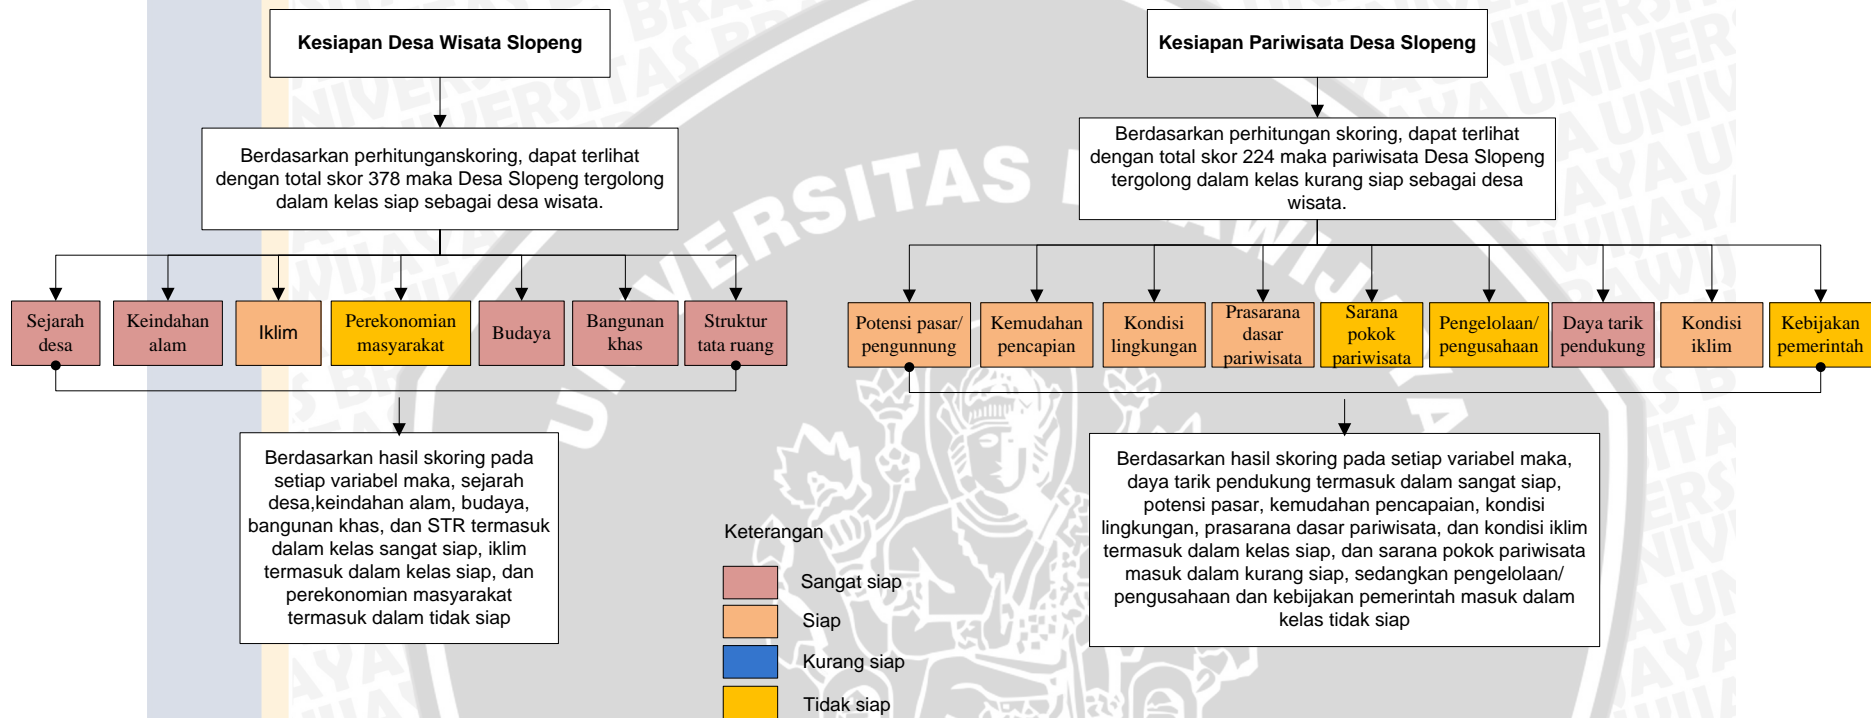 Kesiapan Desa Wisata Slopeng
Berdasarkan perhitunganskoring, dapat terlihat
dengan total skor 378 maka Desa Slopeng tergolong
dalam kelas siap sebagai desa wisata.
Sejarah
desa
Keindahan
alam
Iklim
Perekonomian
masyarakat
Budaya
Bangunan
khas
Struktur
tata ruang
Berdasarkan hasil skoring pada
setiap variabel maka, sejarah
desa,keindahan alam, budaya,
bangunan khas, dan STR termasuk
dalam kelas sangat siap, iklim
termasuk dalam kelas siap, dan
perekonomian masyarakat
termasuk dalam tidak siap
Kesiapan Pariwisata Desa Slopeng
Berdasarkan perhitungan skoring, dapat terlihat
dengan total skor 224 maka pariwisata Desa Slopeng
tergolong dalam kelas kurang siap sebagai desa
wisata.
Potensi pasar/
pengunnung
Kemudahan
pencapian
Kondisi
lingkungan
Prasarana
dasar
pariwisata
Sarana
pokok
pariwisata
Pengelolaan/
pengusahaan
Daya tarik
pendukung
Kondisi
iklim
Kebijakan
pemerintah
Berdasarkan hasil skoring pada setiap variabel maka,
daya tarik pendukung termasuk dalam sangat siap,
potensi pasar, kemudahan pencapaian, kondisi
lingkungan, prasarana dasar pariwisata, dan kondisi iklim
termasuk dalam kelas siap, dan sarana pokok pariwisata
masuk dalam kurang siap, sedangkan pengelolaan/
pengusahaan dan kebijakan pemerintah masuk dalam
kelas tidak siap
Keterangan
Sangat siap
Siap
Kurang siap
Tidak siap
UNIVERSITAS